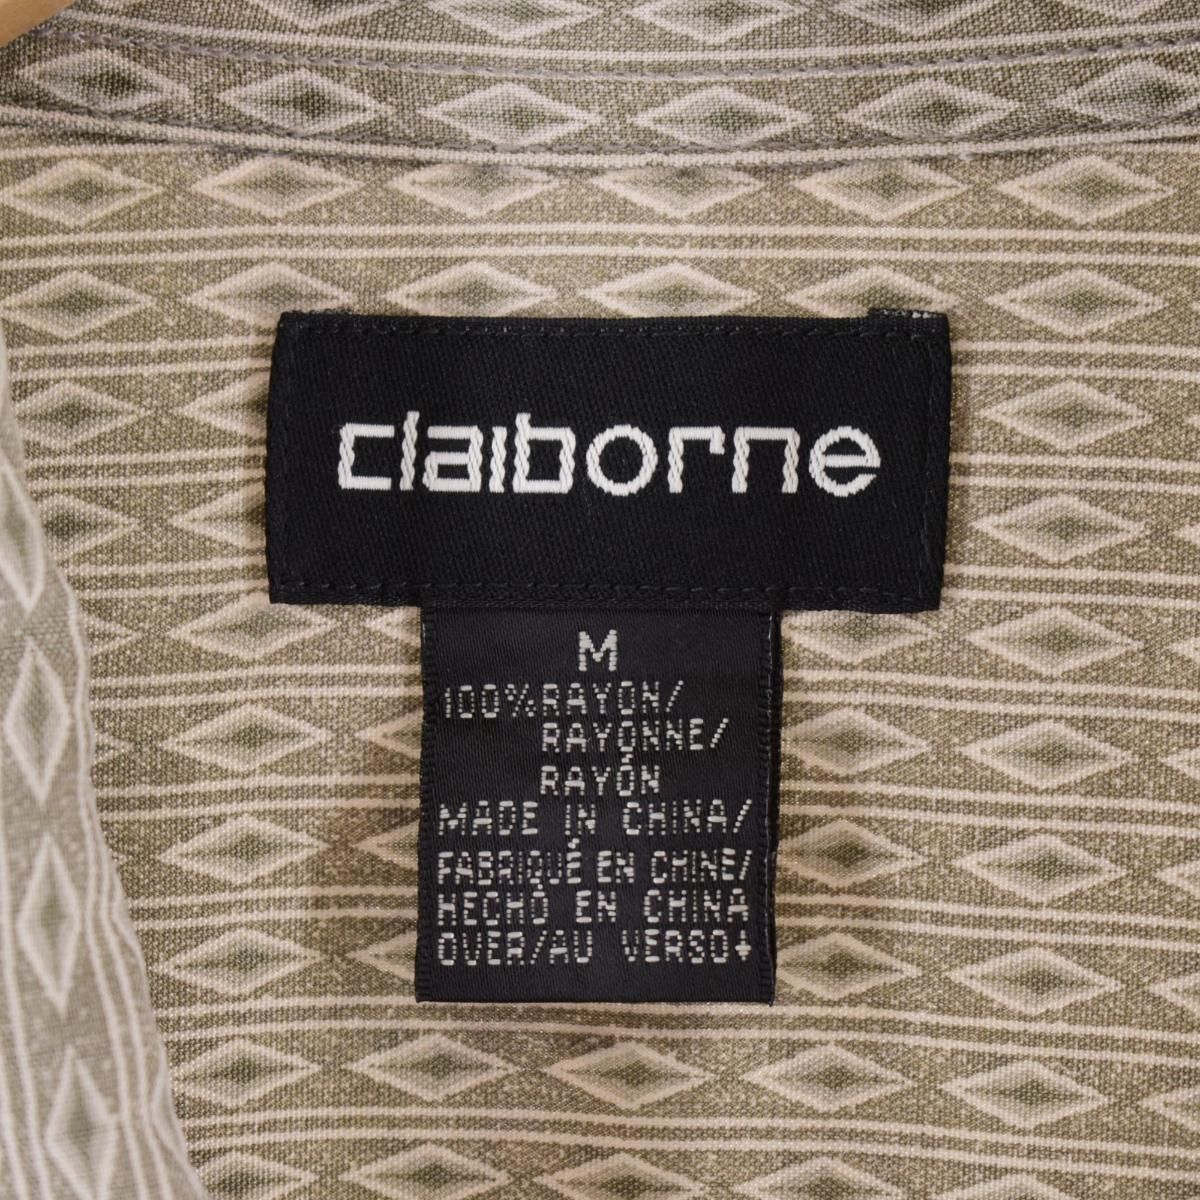 claiborne
M
100%RAYON/
RAYONNE/
RAYÓN
MADE IN CHINA/
FABRIQUÉ EN CHINE/
HECHO EN CHINA
OVER/AU VERSO↓